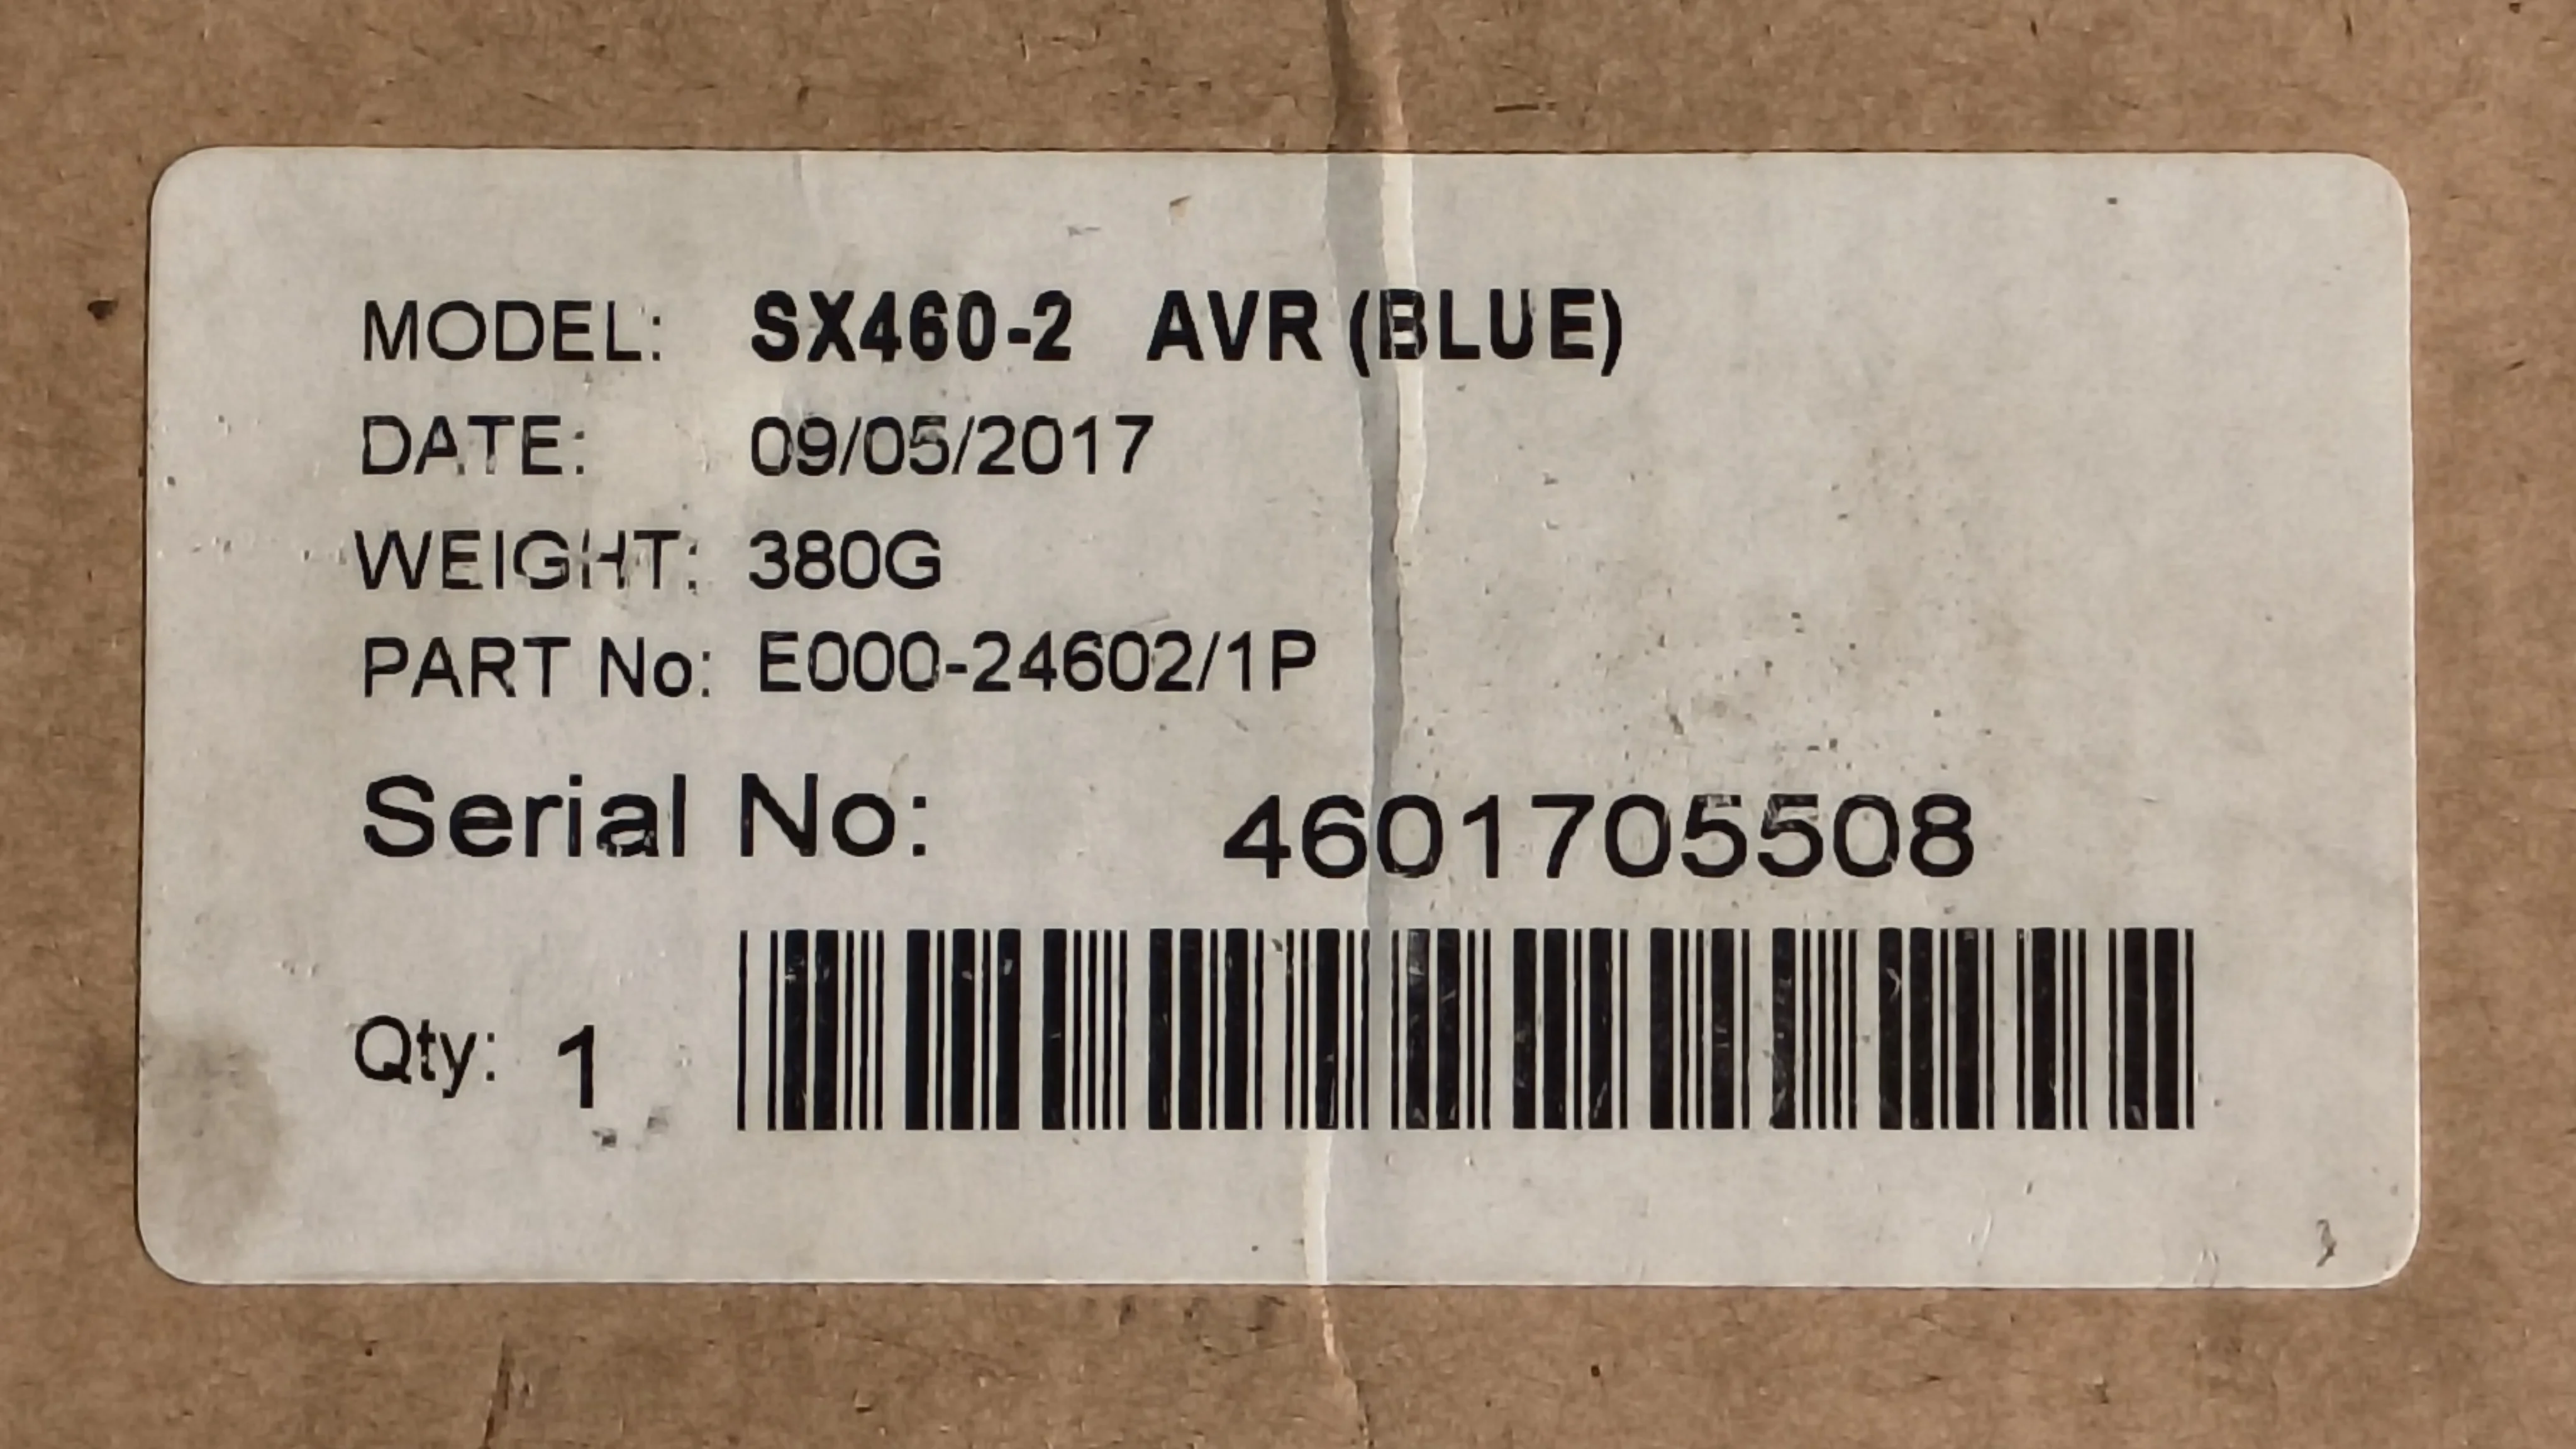 MODEL: SX460-2 AVR (BLUE)
DATE: 09/05/2017
WEIGHT: 380G
PART No: E000-24602/1P
Serial No: 4601705508
Qty: 1